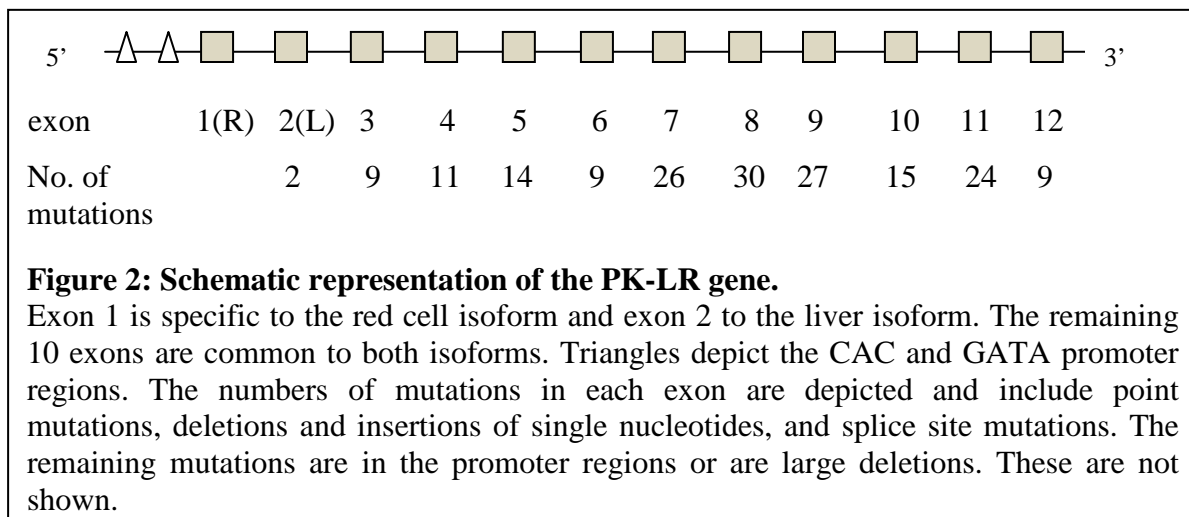 5’ 3’
exon 1(R) 2(L) 3 4 5 6 7 8 9 10 11 12
No. of 2 9 11 14 9 26 30 27 15 24 9
mutations
Figure 2: Schematic representation of the PK-LR gene.
Exon 1 is specific to the red cell isoform and exon 2 to the liver isoform. The remaining
10 exons are common to both isoforms. Triangles depict the CAC and GATA promoter
regions. The numbers of mutations in each exon are depicted and include point
mutations, deletions and insertions of single nucleotides, and splice site mutations. The
remaining mutations are in the promoter regions or are large deletions. These are not
shown.